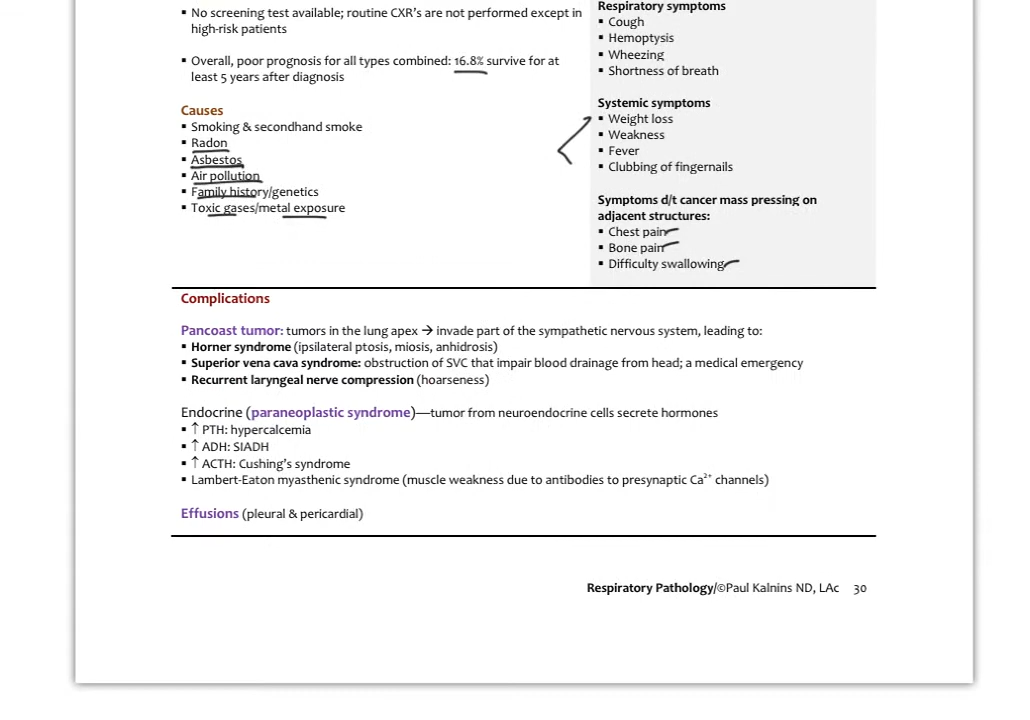 ▪ No screening test available; routine CXR's are not performed except in
high-risk patients
▪ Overall, poor prognosis for all types combined: 16.8% survive for at
least 5 years after diagnosis
Causes
▪ Smoking & secondhand smoke
▪ Radon
▪ Asbestos
▪ Air pollution
▪ Family history/genetics
▪ Toxic gases/metal exposure
Respiratory symptoms
▪ Cough
▪ Hemoptysis
▪ Wheezing
▪ Shortness of breath
Systemic symptoms
▪ Weight loss
▪ Weakness
▪ Fever
▪ Clubbing of fingernails
Symptoms d/t cancer mass pressing on
adjacent structures:
▪ Chest pain
▪ Bone pain
▪ Difficulty swallowing
Complications
Pancoast tumor: tumors in the lung apex → invade part of the sympathetic nervous system, leading to:
▪ Horner syndrome (ipsilateral ptosis, miosis, anhidrosis)
▪ Superior vena cava syndrome: obstruction of SVC that impair blood drainage from head; a medical emergency
▪ Recurrent laryngeal nerve compression (hoarseness)
Endocrine (paraneoplastic syndrome)—tumor from neuroendocrine cells secrete hormones
▪ ↑ PTH: hypercalcemia
▪ ↑ ADH: SIADH
▪ ↑ ACTH: Cushing's syndrome
▪ Lambert-Eaton myasthenic syndrome (muscle weakness due to antibodies to presynaptic Ca²⁺ channels)
Effusions (pleural & pericardial)
Respiratory Pathology/©Paul Kalnins ND, LAc 30